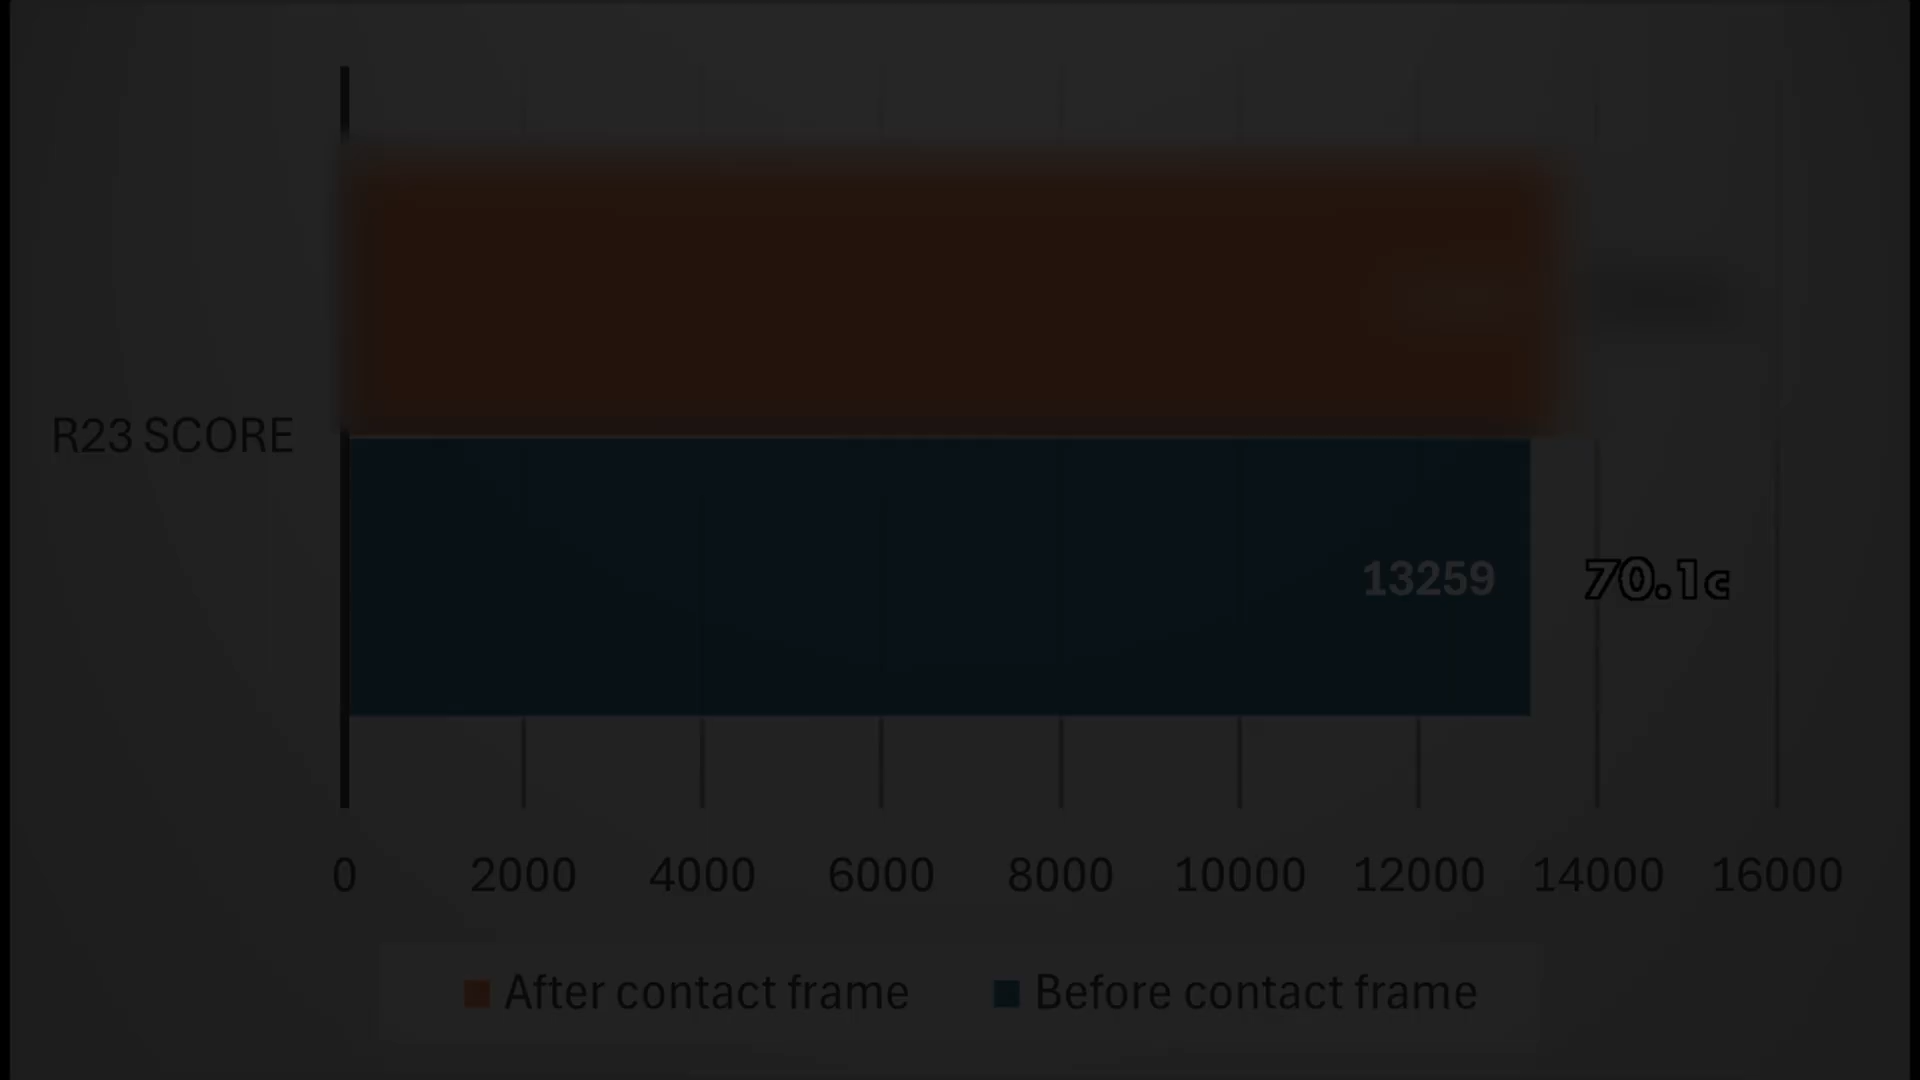 R23 SCORE
13259
70.1c
0 2000 4000 6000 8000 10000 12000 14000 16000
After contact frame Before contact frame